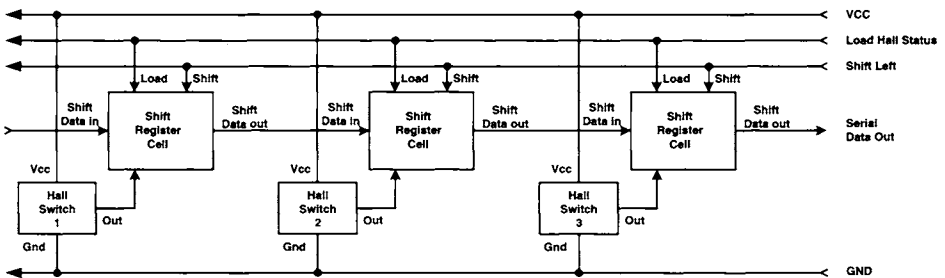 VCC
Load Hall Status
Shift Left
Load
Shift
Load
Shift
Load
Shift
Shift
Data in
Shift
Register
Cell
Shift
Data out
Shift
Data in
Shift
Register
Cell
Shift
Data out
Shift
Data in
Shift
Register
Cell
Shift
Data out
Serial
Data Out
Vcc
Hall
Switch
1
Out
Gnd
Vcc
Hall
Switch
2
Out
Gnd
Vcc
Hall
Switch
3
Out
Gnd
GND